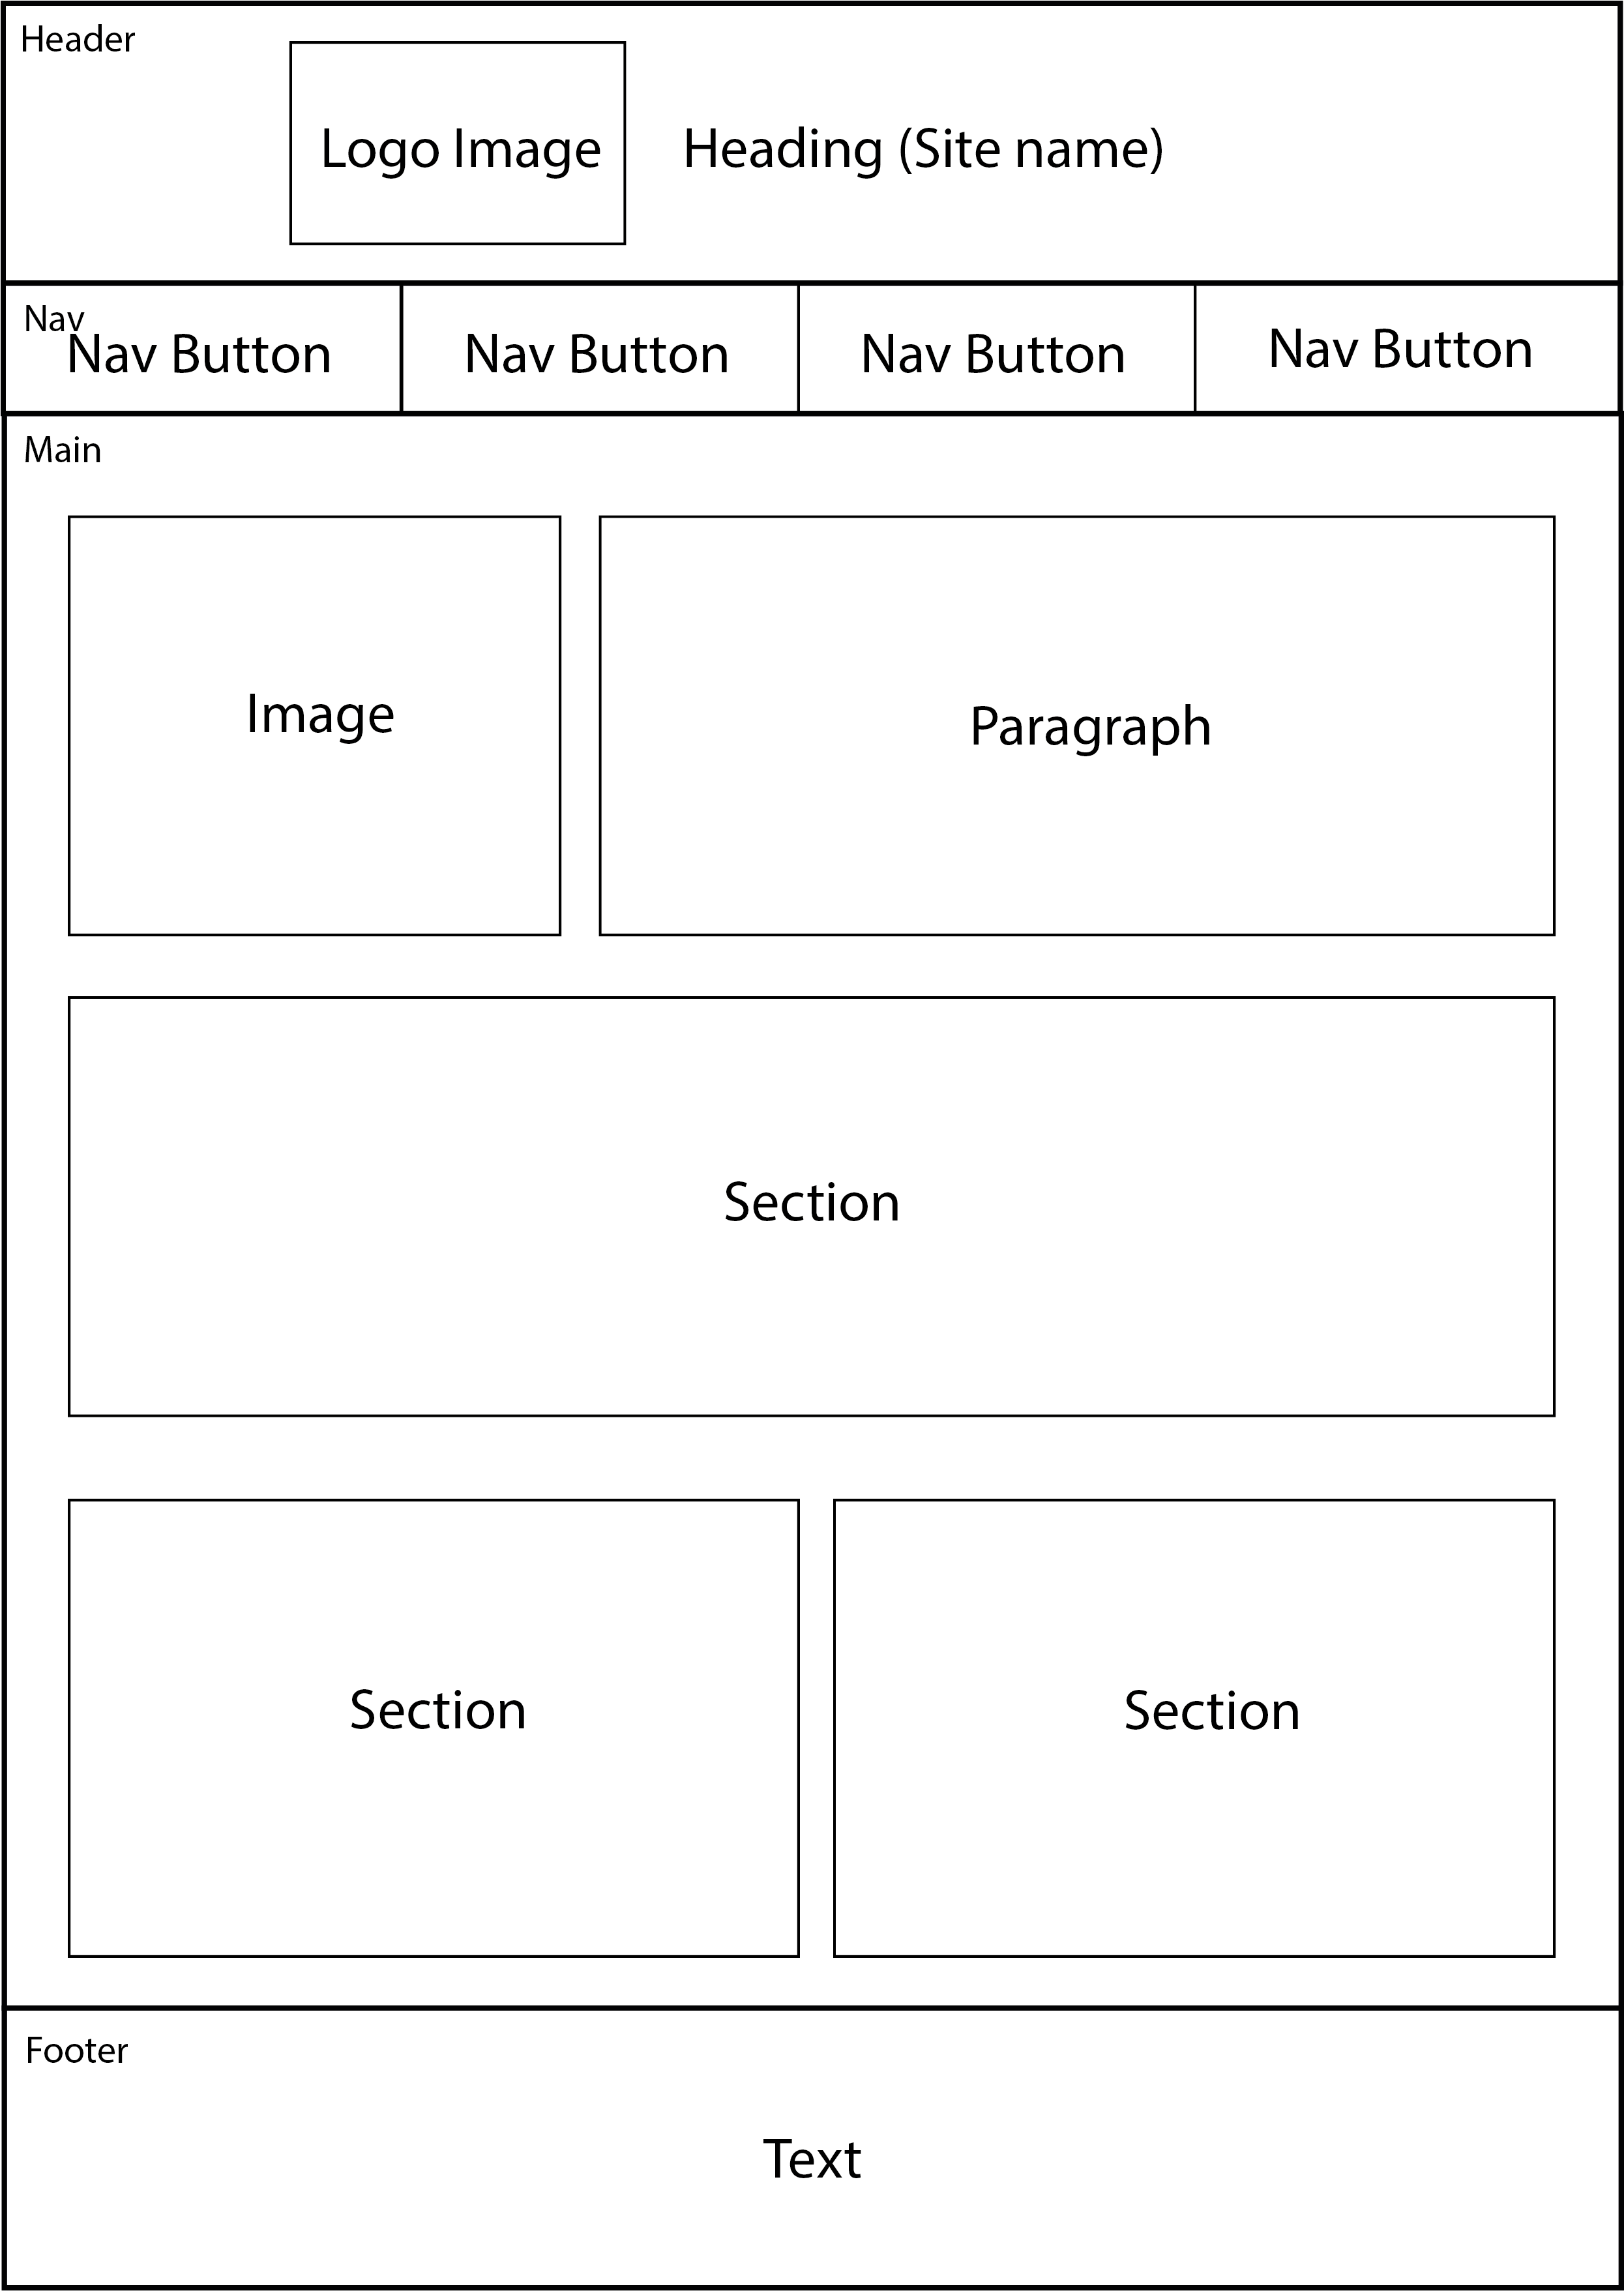 Header
Logo Image
Heading (Site name)
Nav
Nav Button
Nav Button
Nav Button
Nav Button
Main
Image
Paragraph
Section
Section
Section
Footer
Text